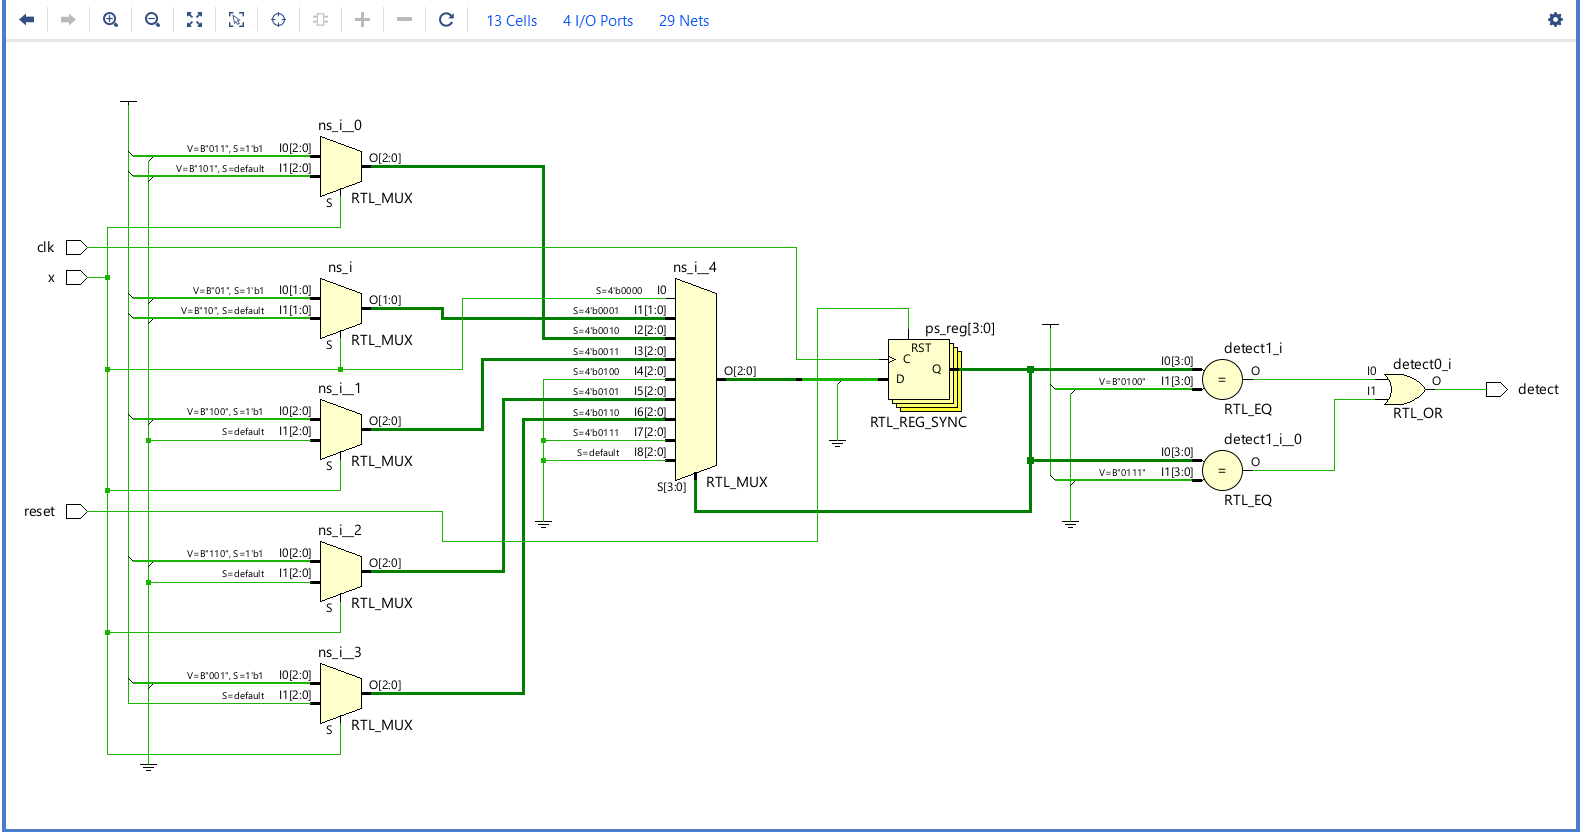 13 Cells 4 I/O Ports 29 Nets
ns_i__0
V=B"011", S=1'b1 I0[2:0]
V=B"101", S=default I1[2:0]
O[2:0]
S
RTL_MUX
clk
x
ns_i
V=B"01", S=1'b1 I0[1:0]
V=B"10", S=default I1[1:0]
O[1:0]
S
RTL_MUX
ns_i__1
V=B"100", S=1'b1 I0[2:0]
S=default I1[2:0]
O[2:0]
S
RTL_MUX
reset
ns_i__2
V=B"110", S=1'b1 I0[2:0]
S=default I1[2:0]
O[2:0]
S
RTL_MUX
ns_i__3
V=B"001", S=1'b1 I0[2:0]
S=default I1[2:0]
O[2:0]
S
RTL_MUX
ns_i__4
S=4'b0000 I0
S=4'b0001 I1[1:0]
S=4'b0010 I2[2:0]
S=4'b0011 I3[2:0]
S=4'b0100 I4[2:0]
S=4'b0101 I5[2:0]
S=4'b0110 I6[2:0]
S=4'b0111 I7[2:0]
S=default I8[2:0]
O[2:0]
S[3:0]
RTL_MUX
ps_reg[3:0]
RST
C
Q
D
RTL_REG_SYNC
detect1_i
I0[3:0]
V=B"0100" I1[3:0]
=
O
RTL_EQ
detect1_i__0
I0[3:0]
V=B"0111" I1[3:0]
=
O
RTL_EQ
detect0_i
I0
I1
O
RTL_OR
detect